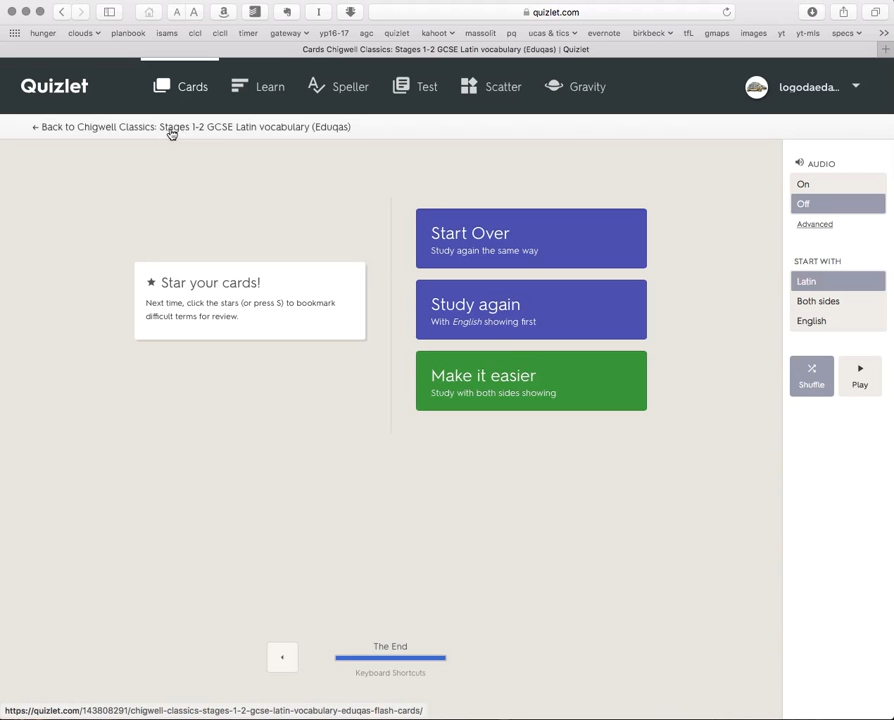 quizlet.com
A A a I
hunger clouds planbook isams cicl clcll timer gateway yp16-17 agc quizlet kahoot massolit pq ucas & tics evernote birkbeck tfL gmaps images yt yt-mls specs >>
Cards Chigwell Classics: Stages 1-2 GCSE Latin vocabulary (Eduqas) | Quizlet +
Quizlet Cards Learn Speller Test Scatter Gravity logodaeda...
← Back to Chigwell Classics: Stages 1-2 GCSE Latin vocabulary (Eduqas)
AUDIO
On
Off
Advanced
START WITH
Latin
Both sides
English
Shuffle Play
★ Star your cards!
Next time, click the stars (or press S) to bookmark
difficult terms for review.
Start Over
Study again the same way
Study again
With English showing first
Make it easier
Study with both sides showing
The End
Keyboard Shortcuts
https://quizlet.com/143808291/chigwell-classics-stages-1-2-gcse-latin-vocabulary-eduqas-flash-cards/